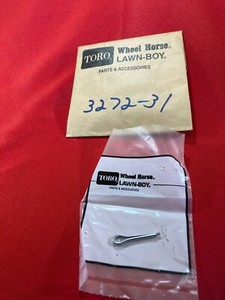 TORO
Wheel Horse.
LAWN-BOY.
PARTS & ACCESSORIES
3272-31
TORO
Wheel Horse.
LAWN-BOY.
PARTS & ACCESSORIES